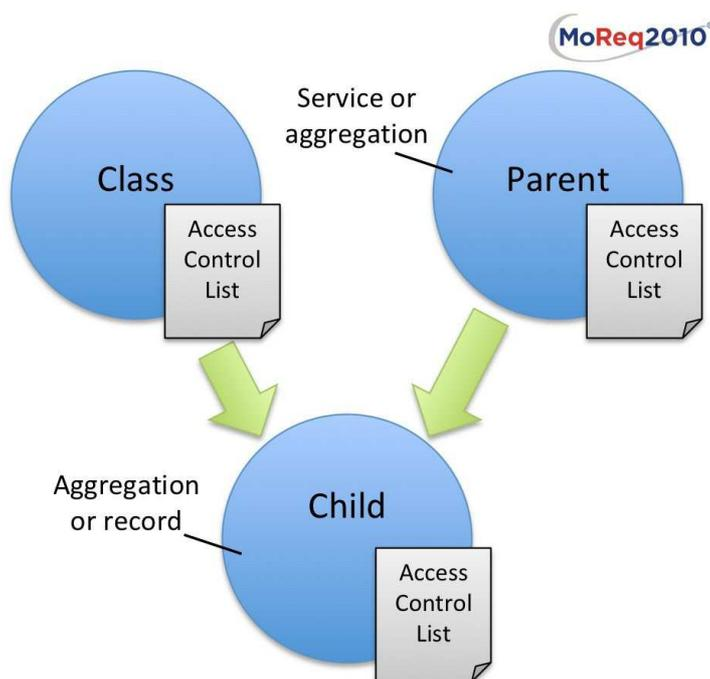 MoReq2010®
Service or
aggregation
Class
Parent
Access
Control
List
Access
Control
List
Aggregation
or record
Child
Access
Control
List